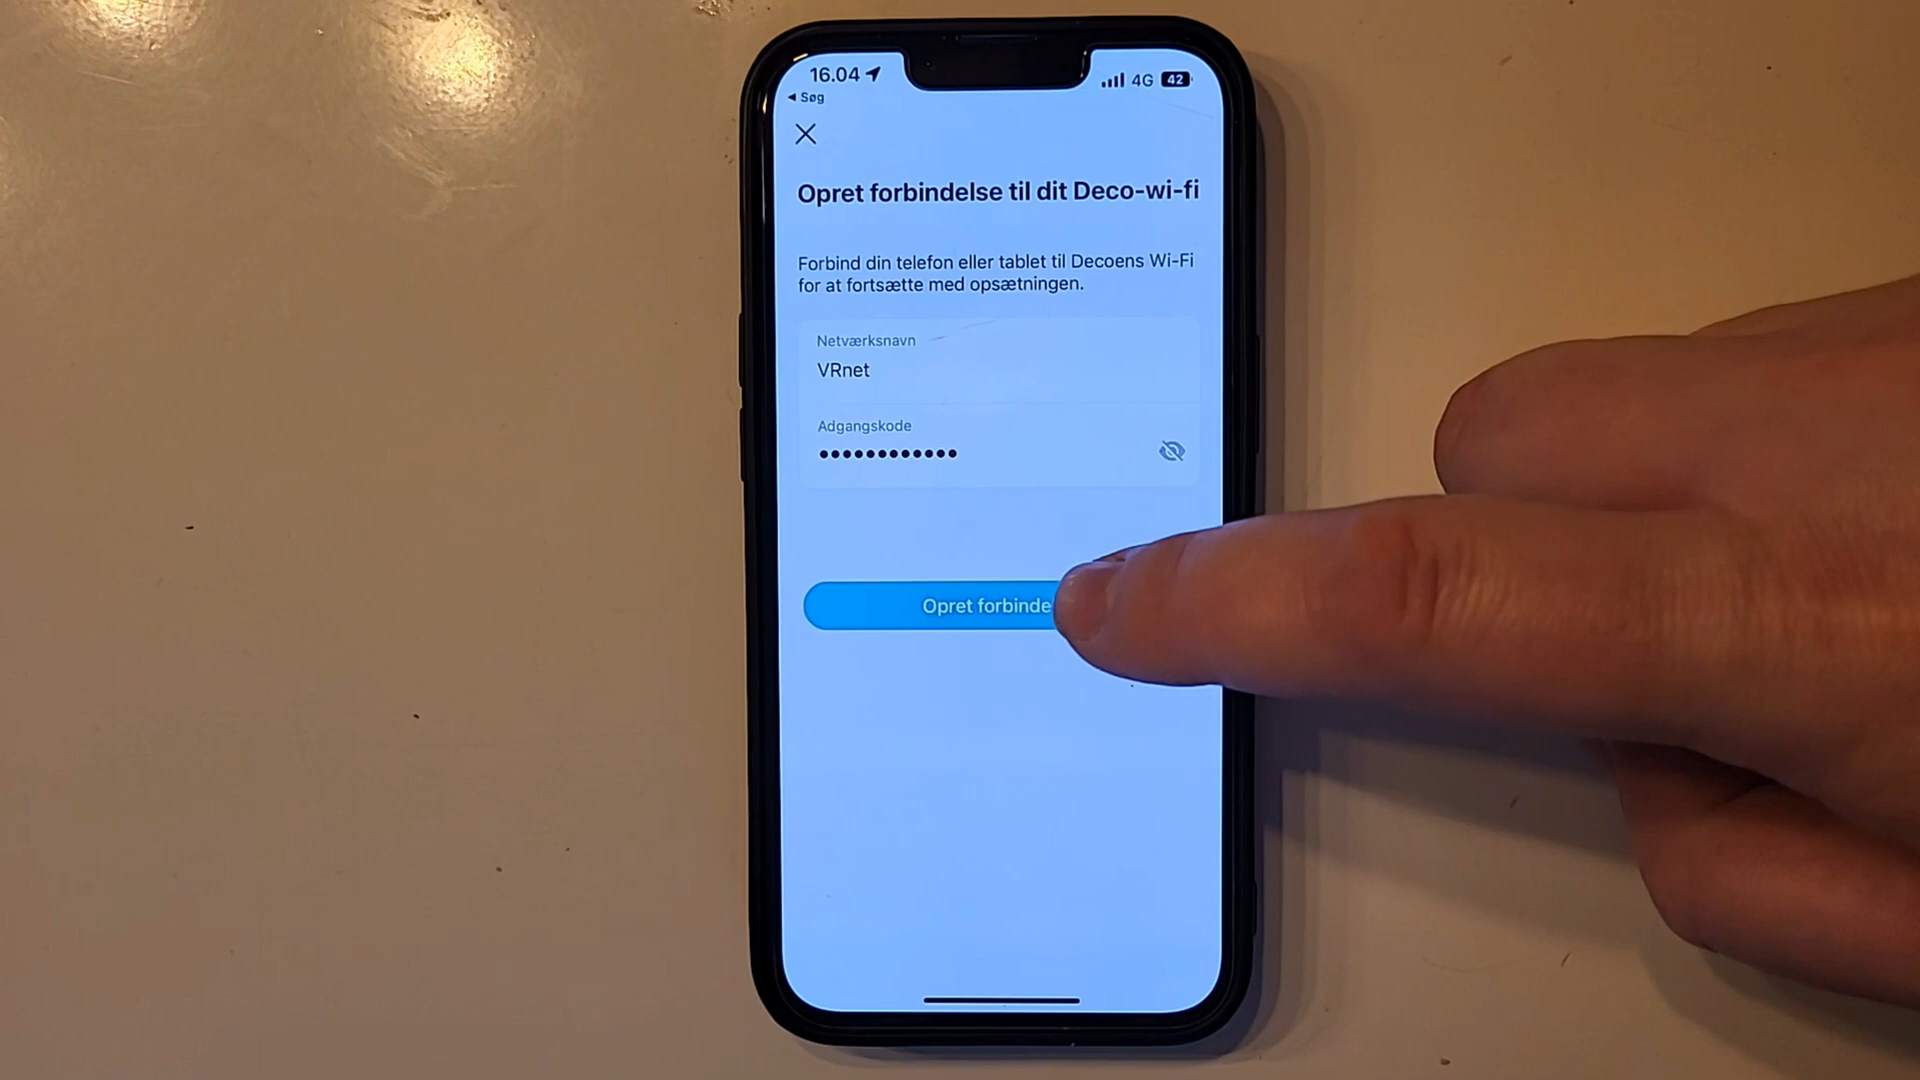 16.04
4G
42
◄ Søg
Opret forbindelse til dit Deco-wi-fi
Forbind din telefon eller tablet til Decoens Wi-Fi
for at fortsætte med opsætningen.
Netværksnavn
VRnet
Adgangskode
••••••••••••
Opret forbinde